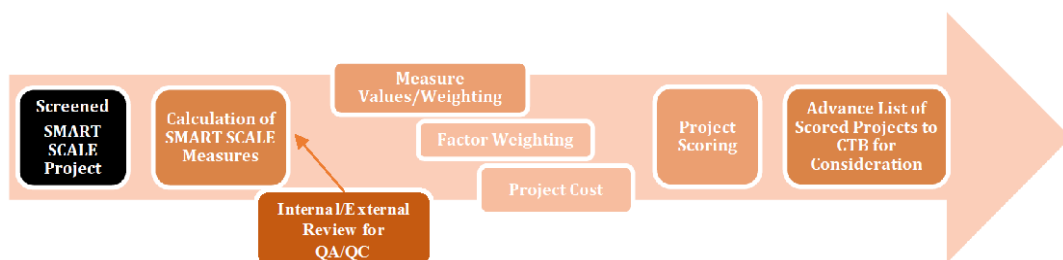 Screened
SMART
SCALE
Project
Calculation of
SMART SCALE
Measures
Internal/External
Review for
QA/QC
Measure
Values/Weighting
Factor Weighting
Project Cost
Project
Scoring
Advance List of
Scored Projects to
CTB for
Consideration